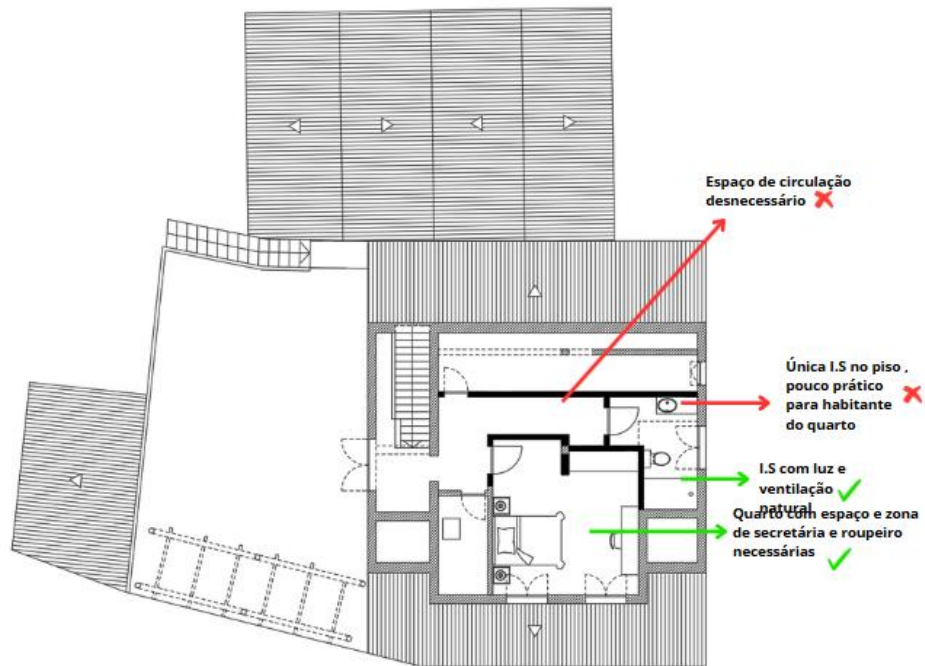 Espaço de circulação
desnecessário
Única I.S no piso ,
pouco prático
para habitante
do quarto
I.S com luz e
ventilação
natural
Quarto com espaço e zona
de secretária e roupeiro
necessárias